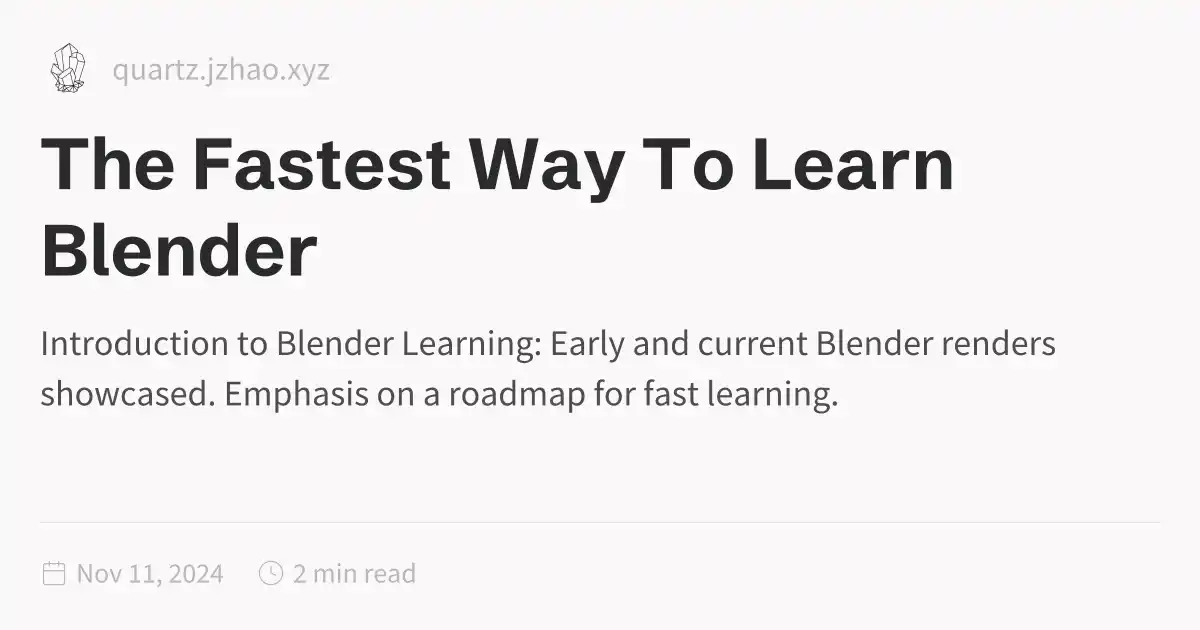 quartz.jzhao.xyz
The Fastest Way To Learn
Blender
Introduction to Blender Learning: Early and current Blender renders
showcased. Emphasis on a roadmap for fast learning.
Nov 11, 2024 2 min read